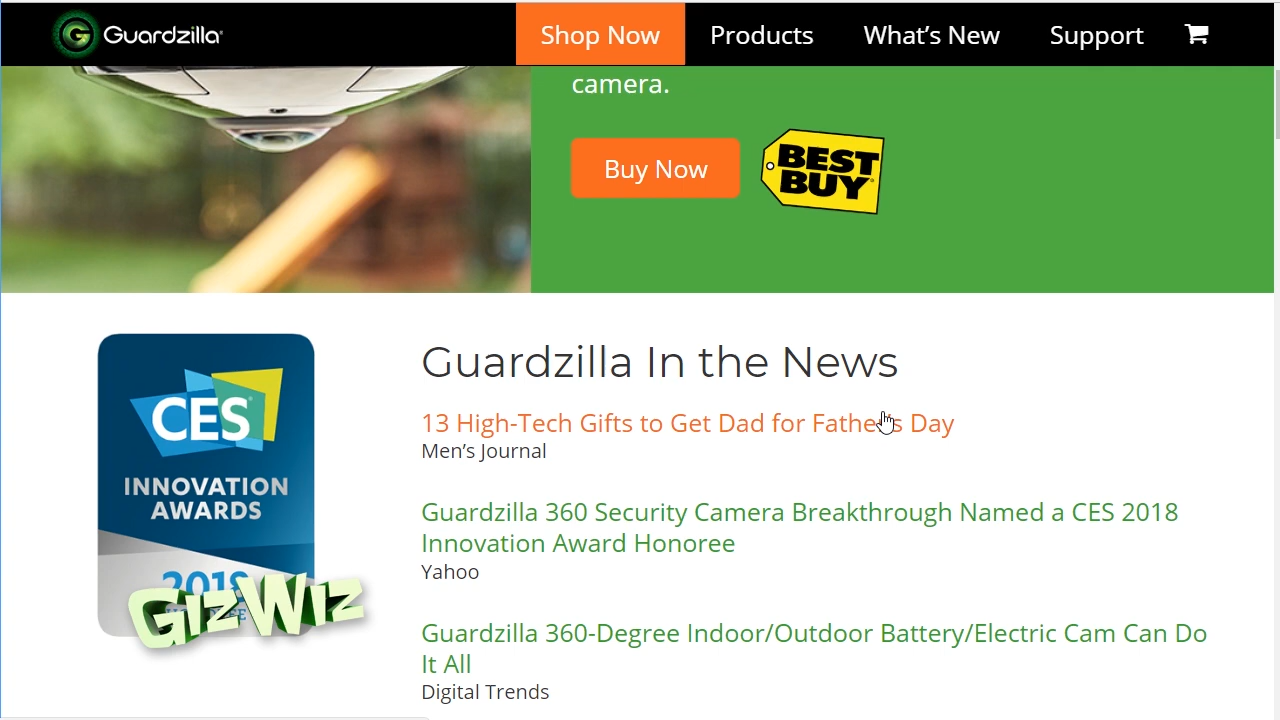 Guardzilla
Shop Now
Products
What's New
Support
camera.
Buy Now
BEST
BUY
Guardzilla In the News
13 High-Tech Gifts to Get Dad for Father's Day
Men's Journal
Guardzilla 360 Security Camera Breakthrough Named a CES 2018
Innovation Award Honoree
Yahoo
Guardzilla 360-Degree Indoor/Outdoor Battery/Electric Cam Can Do
It All
Digital Trends
CES
INNOVATION
AWARDS
2018
GizWiz